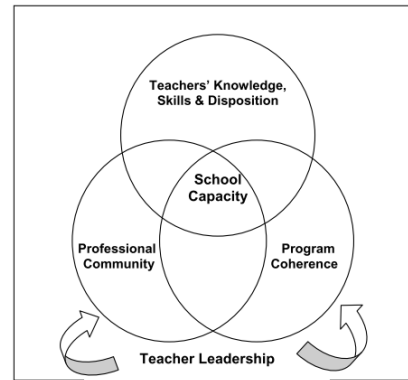 Teachers' Knowledge,
Skills & Disposition
School
Capacity
Professional
Community
Program
Coherence
Teacher Leadership